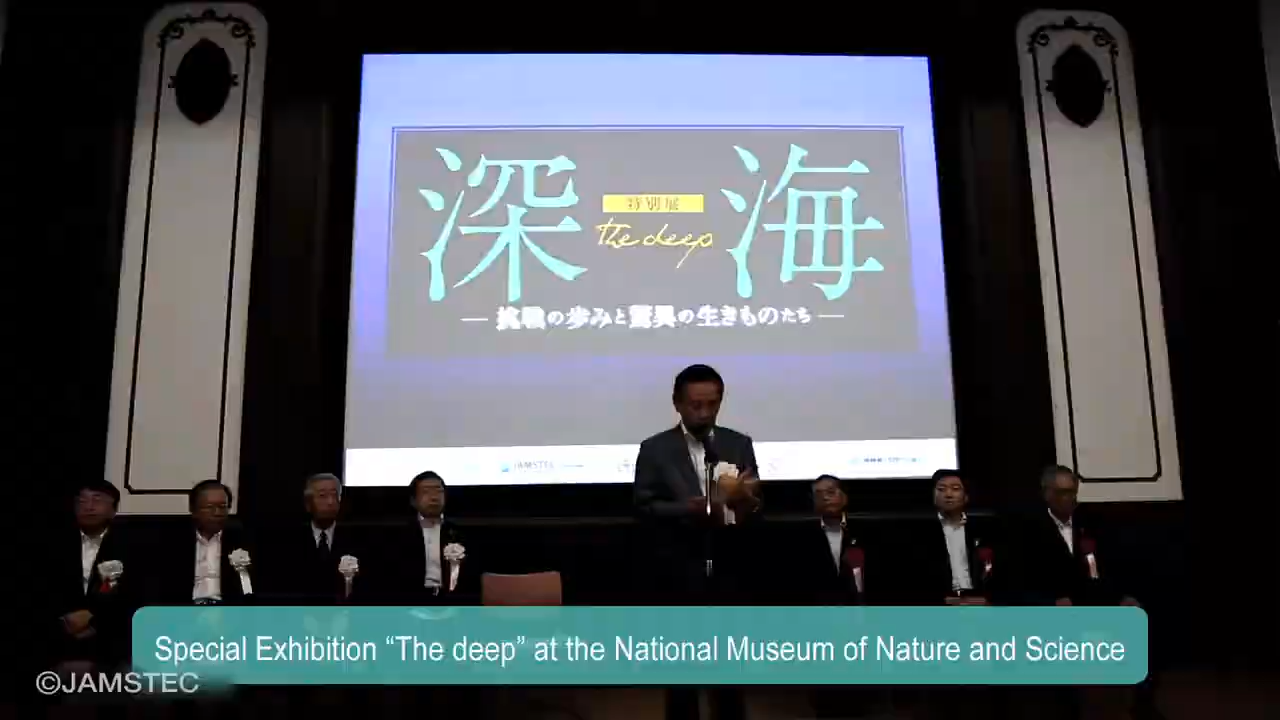 深海
特別展
The deep
―挑戦の歩みと驚異の生きものたち―
JAMSTEC
Special Exhibition “The deep” at the National Museum of Nature and Science
©JAMSTEC